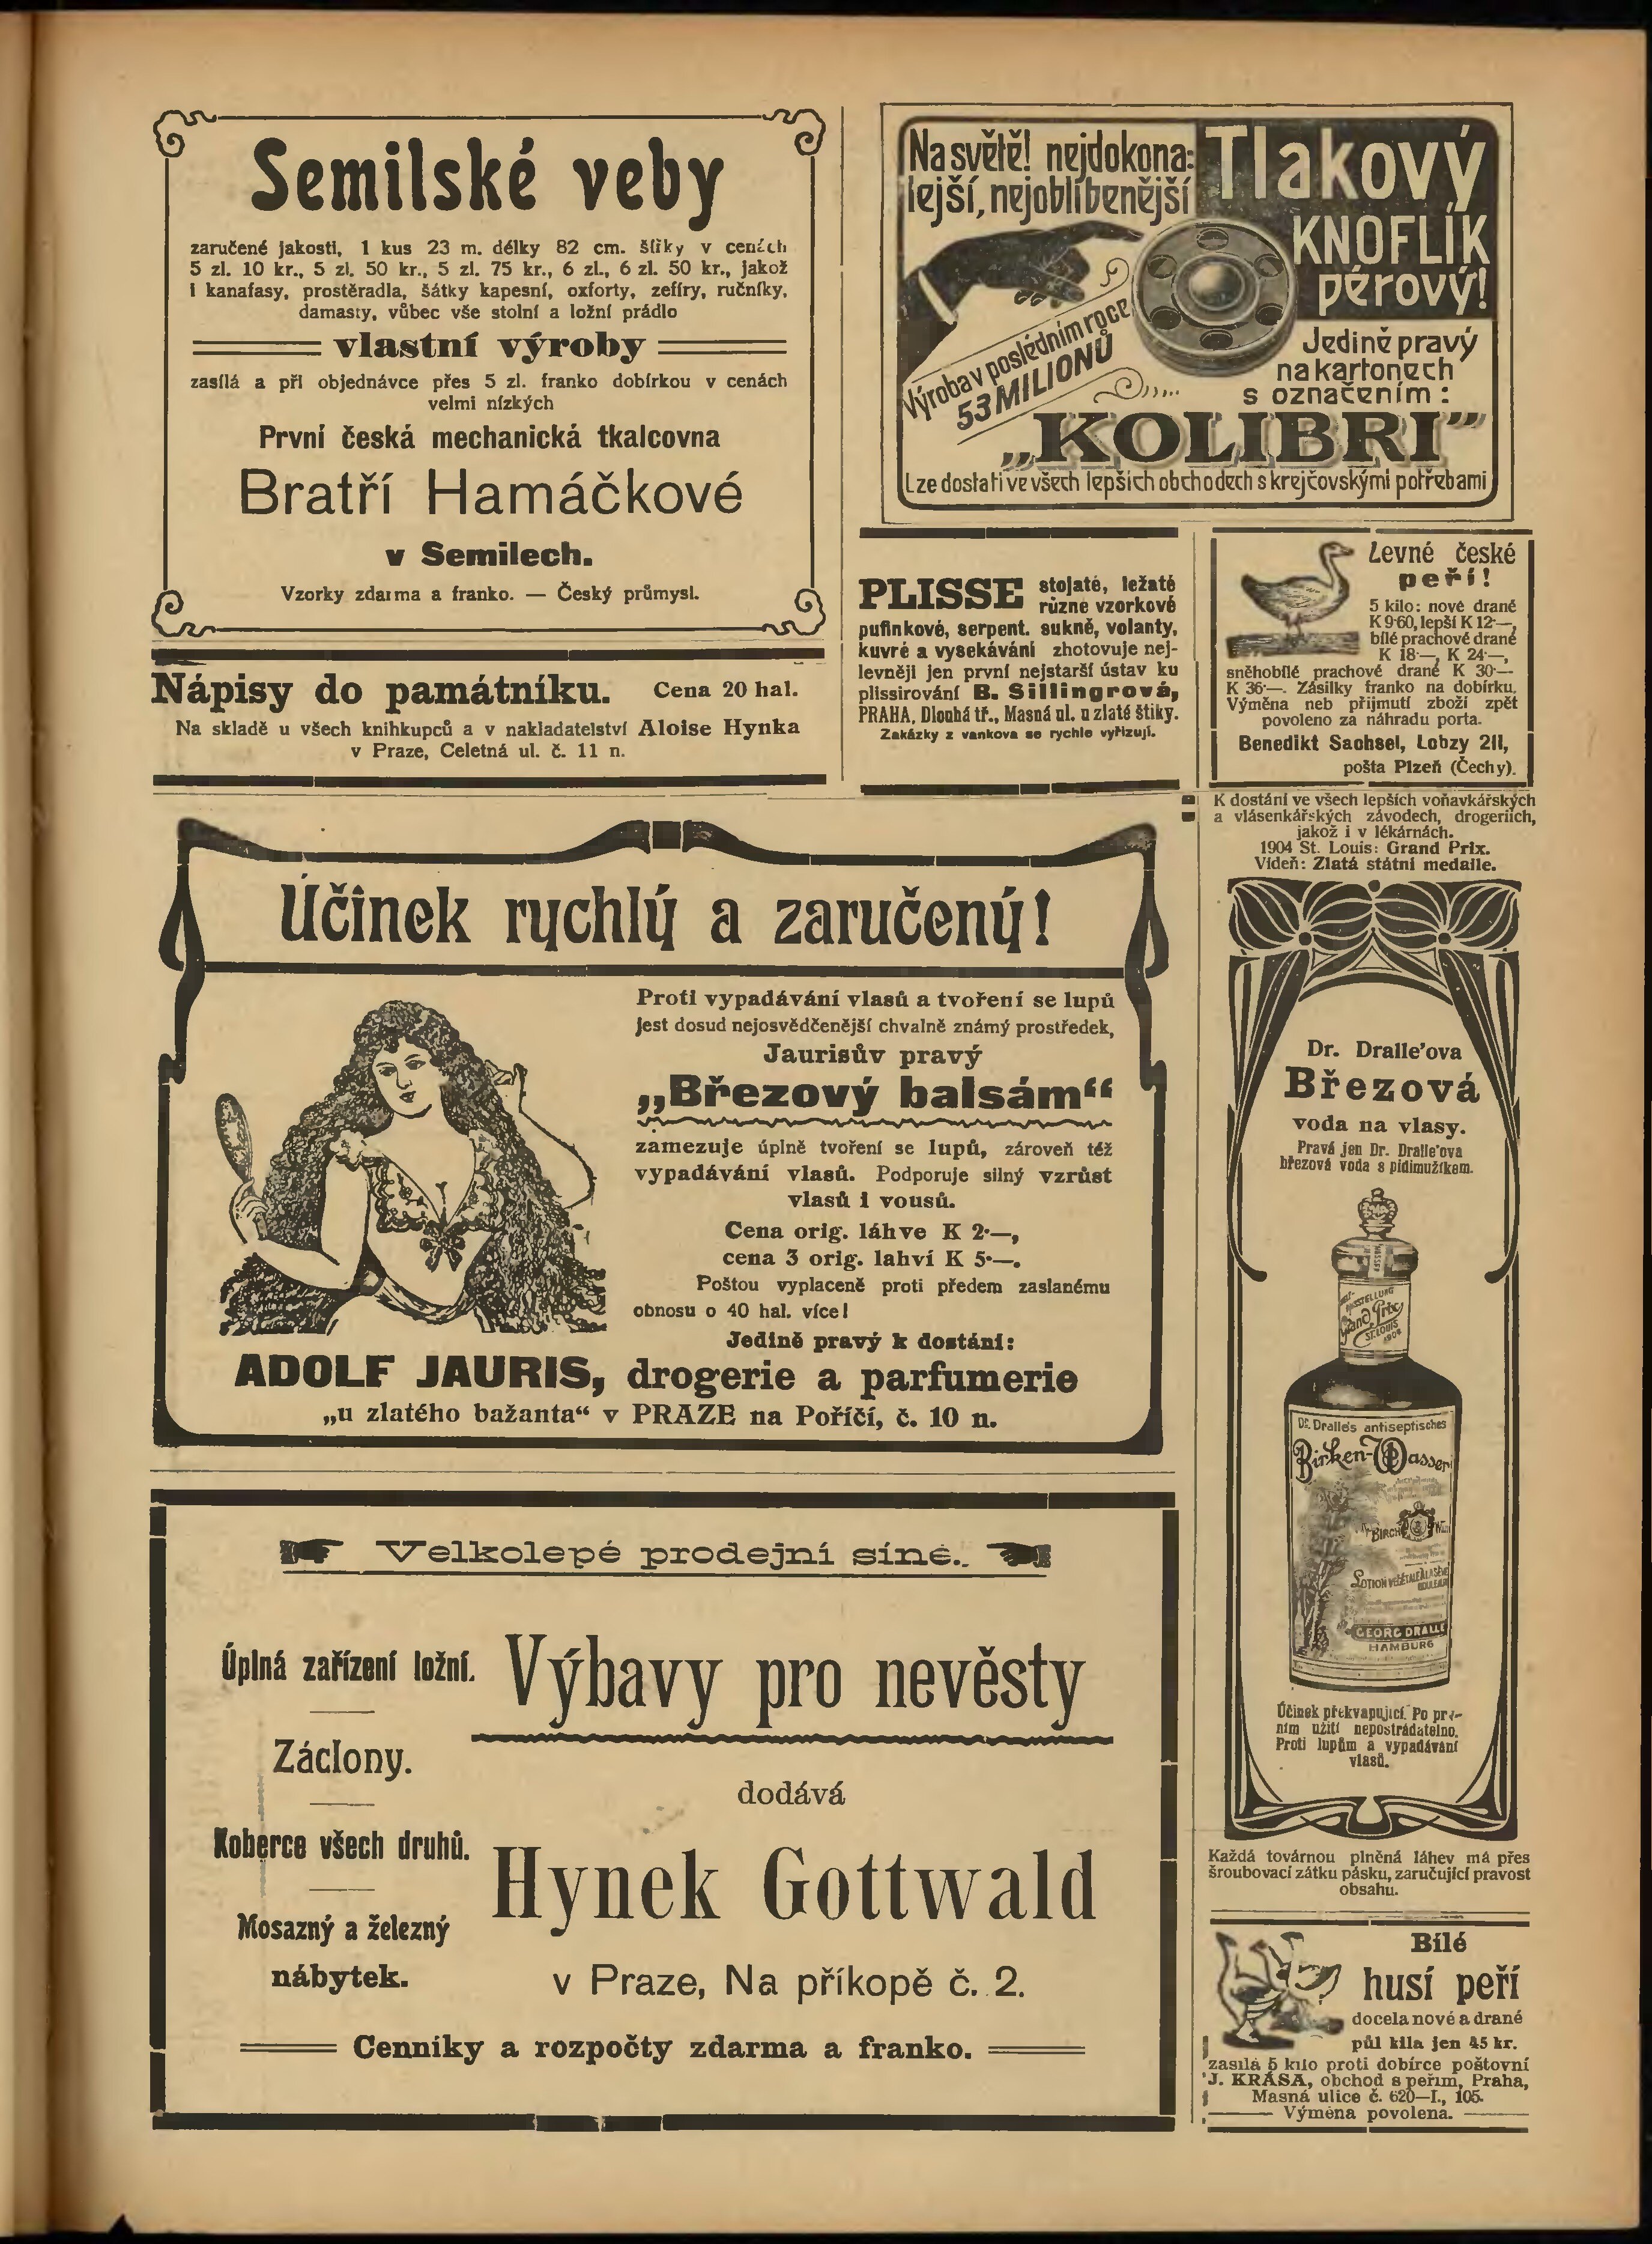 Semilské veby
zaručené jakosti, 1 kus 23 m. délky 82 cm. šířky v cenách
5 zl. 10 kr., 5 zl. 50 kr., 5 zl. 75 kr., 6 zl., 6 zl. 50 kr., jakož
i kanafasy, prostěradla, šátky kapesní, oxforty, zefíry, ručníky,
damasty, vůbec vše stolní a ložní prádlo
vlastní výroby
zasílá a při objednávce přes 5 zl. franko dobírkou v cenách
velmi nízkých
První česká mechanická tkalcovna
Bratří Hamáčkové
v Semilech.
Vzorky zdarma a franko. — Český průmysl.
Nápisy do památníku. Cena 20 hal.
Na skladě u všech knihkupců a v nakladatelství Aloise Hynka
v Praze, Celetná ul. č. 11 n.
Na světě! nejdokona:
lejší, nejoblíbenější
Tlakový
KNOFLÍK
pérový!
Výroba v posledním roce
53 MILIONŮ
Jedině pravý
na kartonech
s označením:
„KOLIBRI"
Lze dostati ve všech lepších obchodech s krejčovskými potřebami
PLISSE stojaté, ležaté
různé vzorkové
pufinkové, serpent. sukně, volanty,
kuvré a vysekávání zhotovuje nej-
levněji jen první nejstarší ústav ku
plissirování B. Sillingrová,
PRAHA, Dlouhá tř., Masná ul. u zlaté štiky.
Zakázky z vankova se rychle vyřizují.
Levné české
peří!
5 kilo: nové drané
K 9·60, lepší K 12·—,
bílé prachové drané
K 18·—, K 24·—,
sněhobílé prachové drané K 30·—
K 36·—. Zásilky franko na dobírku.
Výměna neb přijmutí zboží zpět
povoleno za náhradu porta.
Benedikt Sachsel, Lobzy 211,
pošta Plzeň (Čechy).
K dostání ve všech lepších voňavkářských
a vlásenkářských závodech, drogeriích,
jakož i v lékárnách.
1904 St. Louis: Grand Prix.
Vídeň: Zlatá státní medaile.
Dr. Dralle'ova
Březová
voda na vlasy.
Pravá jen Dr. Dralle'ova
březová voda s pidimužíkem.
Grand Prix
ST. LOUIS
1904
Dr. Dralle's antiseptisches
Birken-Wasser
BIRCH
LOTION VÉGÉTALE À LA SÈVE
GEORG DRALLE
HAMBURG
Účinek překvapující. Po prv-
ním užití nepostrádatelno.
Proti lupům a vypadávání
vlasů.
Každá továrnou plněná láhev má přes
šroubovací zátku pásku, zaručující pravost
obsahu.
Účinek rychlý a zaručený!
Proti vypadávání vlasů a tvoření se lupů
jest dosud nejosvědčenější chvalně známý prostředek,
Jaurisův pravý
„Březový balsám“
zamezuje úplně tvoření se lupů, zároveň též
vypadávání vlasů. Podporuje silný vzrůst
vlasů i vousů.
Cena orig. láhve K 2·—,
cena 3 orig. lahví K 5·—.
Poštou vyplaceně proti předem zaslanému
obnosu o 40 hal. více!
Jedině pravý k dostání:
ADOLF JAURIS, drogerie a parfumerie
„u zlatého bažanta“ v PRAZE na Poříčí, č. 10 n.
Velkolepé prodejní síně.
Úplná zařízení ložní.
Záclony.
Koberce všech druhů.
Mosazný a železný
nábytek.
Výbavy pro nevěsty
dodává
Hynek Gottwald
v Praze, Na příkopě č. 2.
Cenníky a rozpočty zdarma a franko.
Bílé
husí peří
docela nové a drané
půl kila jen 45 kr.
zasílá 5 kilo proti dobírce poštovní
J. KRÁSA, obchod s peřím, Praha,
Masná ulice č. 620—I., 105.
Výměna povolena.